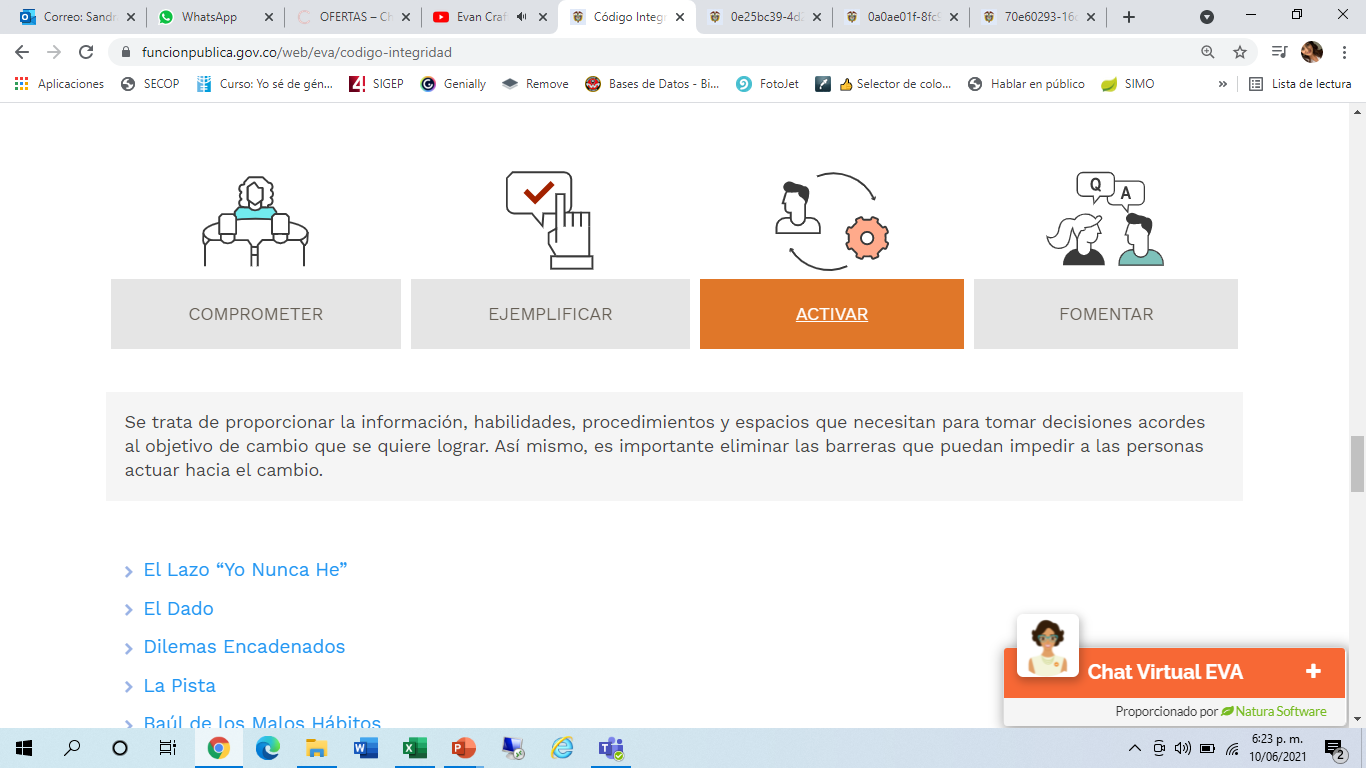 Correo: Sandr
WhatsApp
OFERTAS – Ch
Evan Craf
Código Integr
0e25bc39-4d
0a0ae01f-8fc
70e60293-16
funcionpublica.gov.co/web/eva/codigo-integridad
Aplicaciones
SECOP
Curso: Yo sé de gén...
SIGEP
Genially
Remove
Bases de Datos - Bi...
FotoJet
Selector de colo...
Hablar en público
SIMO
»
Lista de lectura
Q
A
COMPROMETER
EJEMPLIFICAR
ACTIVAR
FOMENTAR
Se trata de proporcionar la información, habilidades, procedimientos y espacios que necesitan para tomar decisiones acordes
al objetivo de cambio que se quiere lograr. Así mismo, es importante eliminar las barreras que puedan impedir a las personas
actuar hacia el cambio.
El Lazo “Yo Nunca He”
El Dado
Dilemas Encadenados
La Pista
Baúl de los Malos Hábitos
Chat Virtual EVA
Proporcionado por Natura Software
6:23 p. m.
10/06/2021
2